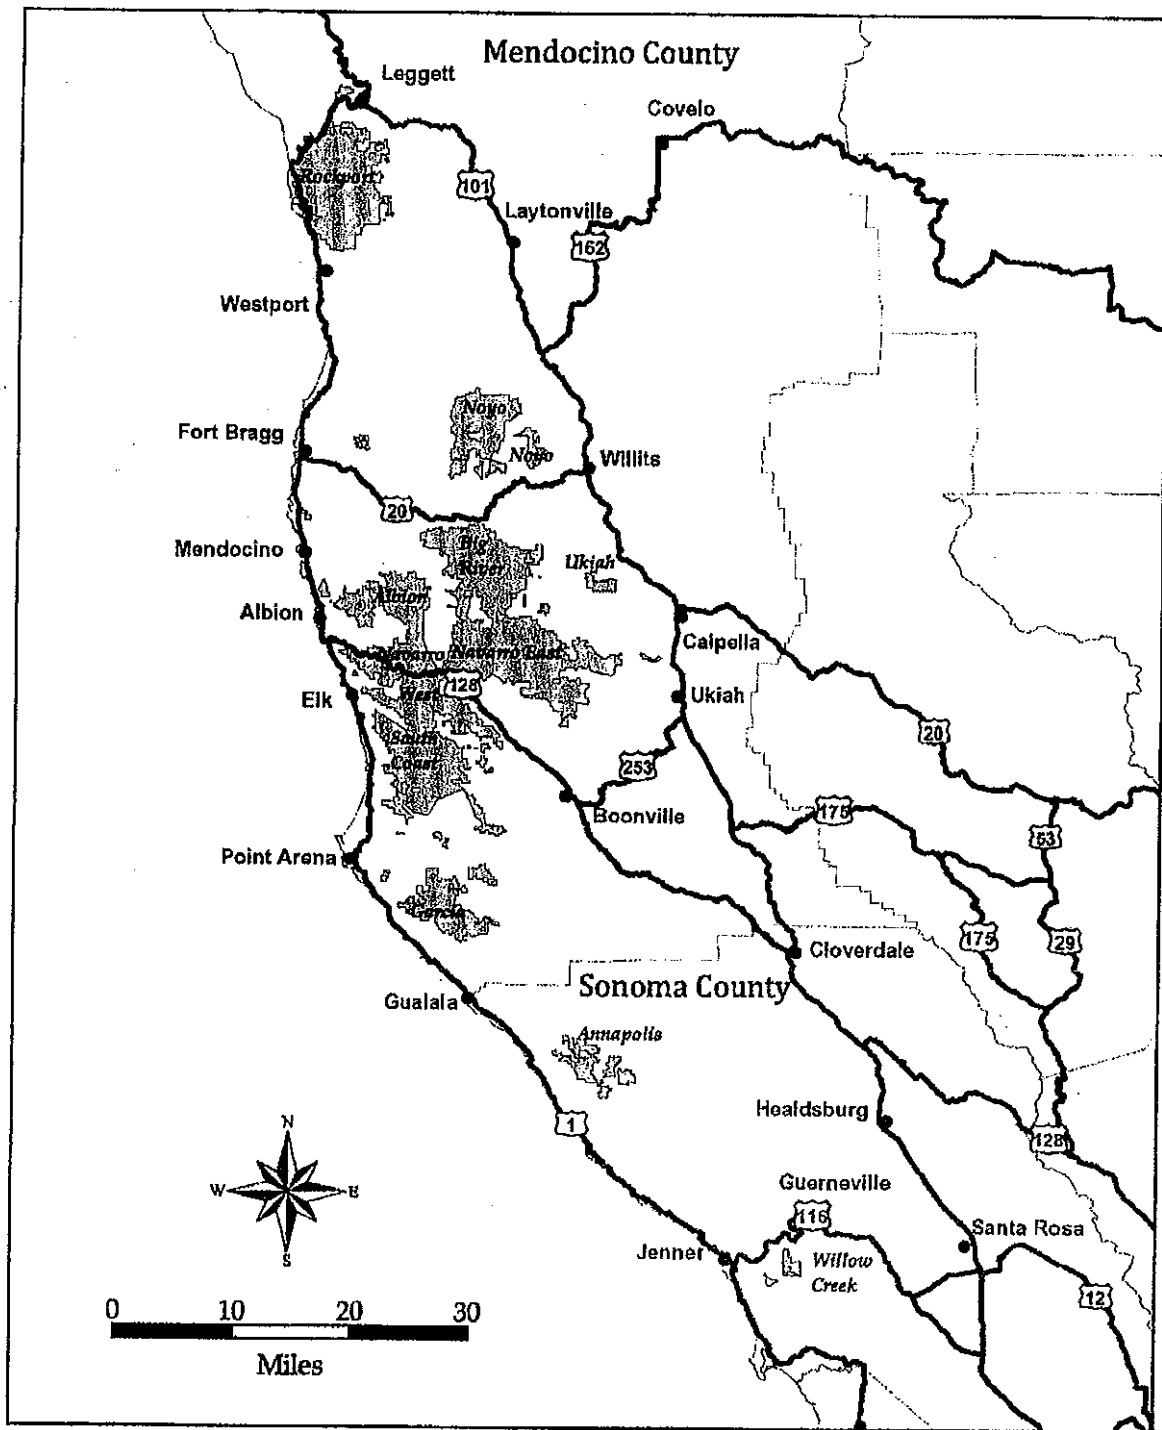 Mendocino County
Leggett
Covelo
Rockport
101
Laytonville
162
Westport
Noyo
Fort Bragg
Noyo
Willits
20
Mendocino
Big
River
Ukiah
Albion
Albion
Calpella
Navarro
West
Navarro East
128
Elk
Ukiah
South
Coast
253
20
Boonville
175
53
Point Arena
Garcia
175
29
Cloverdale
Gualala
Sonoma County
Annapolis
Healdsburg
1
128
N
W
E
S
Guerneville
116
Santa Rosa
Jenner
Willow
Creek
12
0 10 20 30
Miles